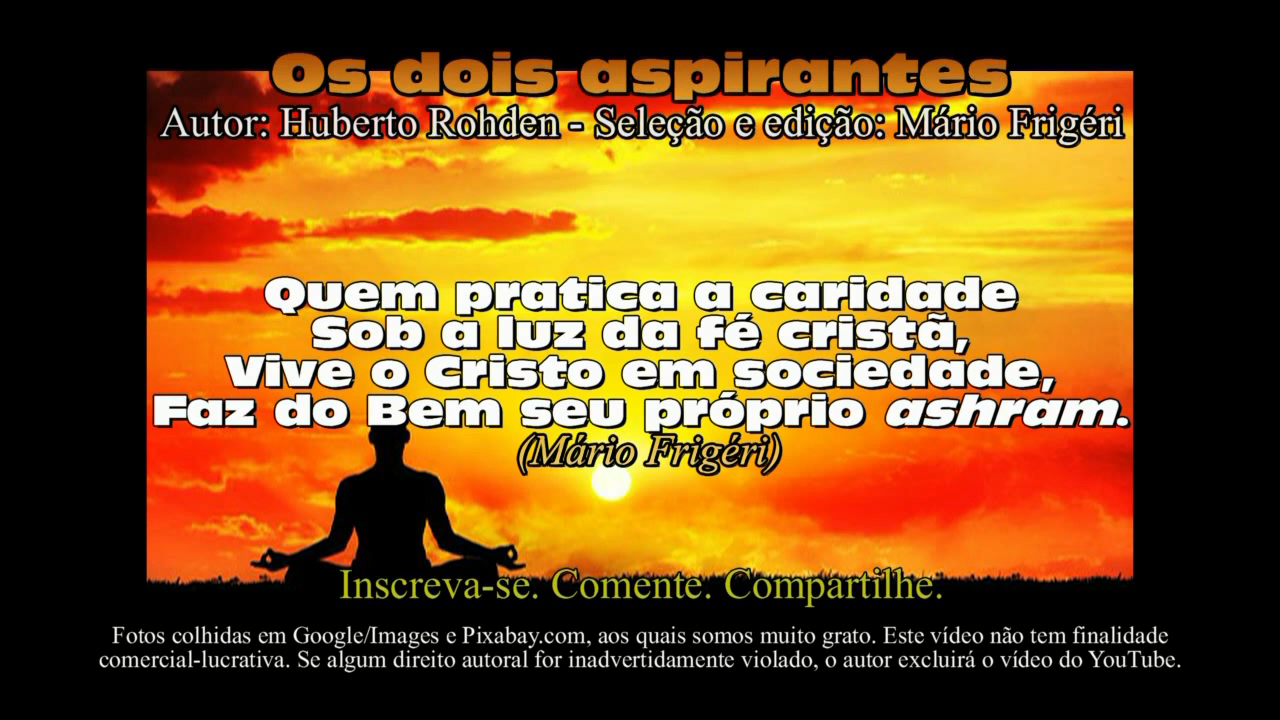 Os dois aspirantes
Autor: Huberto Rohden - Seleção e edição: Mário Frigéri
Quem pratica a caridade
Sob a luz da fé cristã,
Vive o Cristo em sociedade,
Faz do Bem seu próprio ashram.
(Mário Frigéri)
Inscreva-se. Comente. Compartilhe.
Fotos colhidas em Google/Images e Pixabay.com, aos quais somos muito grato. Este vídeo não tem finalidade
comercial-lucrativa. Se algum direito autoral for inadvertidamente violado, o autor excluirá o vídeo do YouTube.